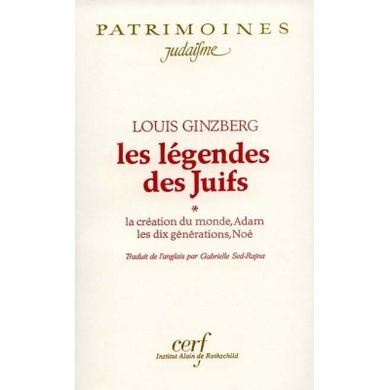 PATRIMOINES
judaïsme
LOUIS GINZBERG
les légendes
des Juifs
*
la création du monde, Adam
les dix générations, Noé
Traduit de l'anglais par Gabrielle Sed-Rajna
cerf
Institut Alain de Rothschild